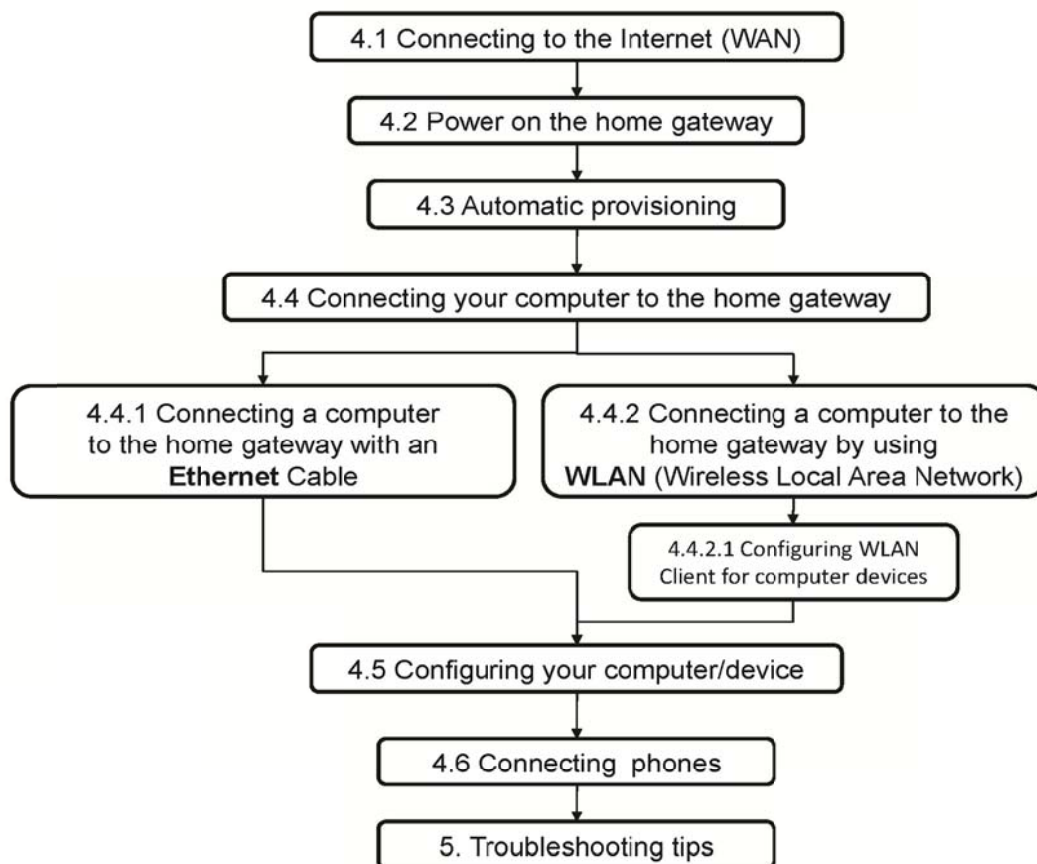 4.1 Connecting to the Internet (WAN)
4.2 Power on the home gateway
4.3 Automatic provisioning
4.4 Connecting your computer to the home gateway
4.4.1 Connecting a computer
to the home gateway with an
Ethernet Cable
4.4.2 Connecting a computer to the
home gateway by using
WLAN (Wireless Local Area Network)
4.4.2.1 Configuring WLAN
Client for computer devices
4.5 Configuring your computer/device
4.6 Connecting phones
5. Troubleshooting tips